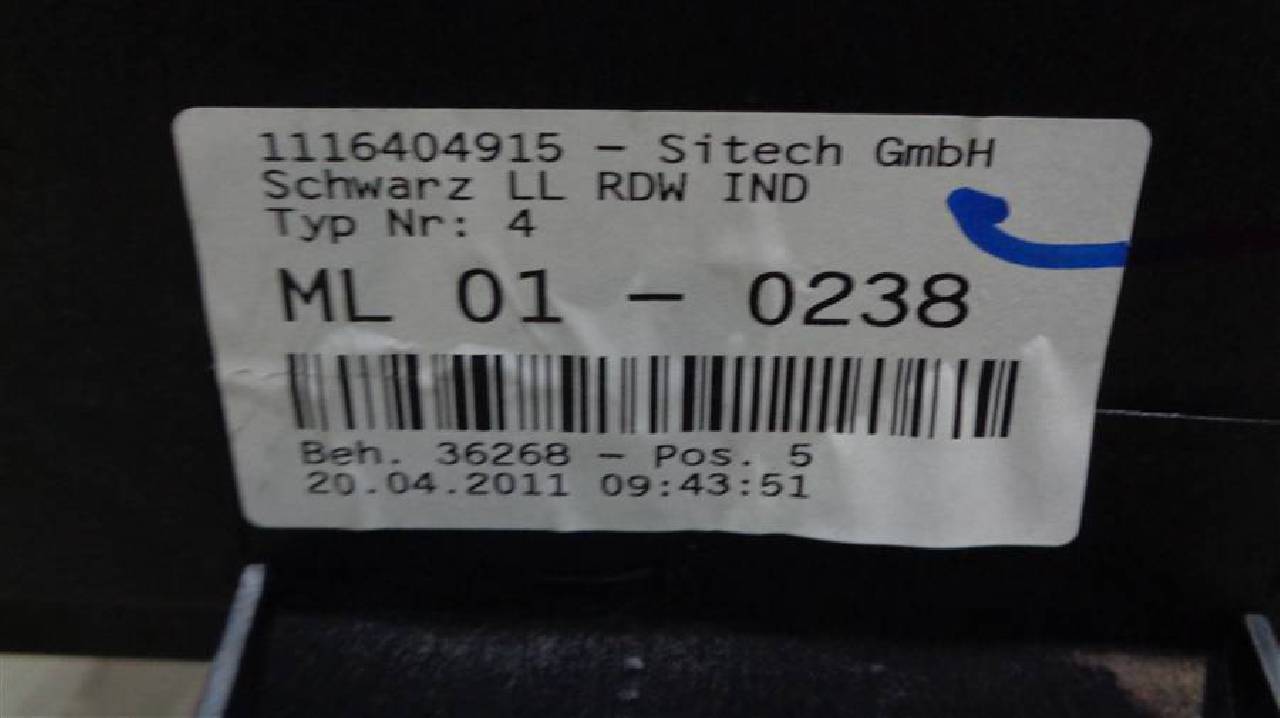 1116404915 - Sitech GmbH
Schwarz LL RDW IND
Typ Nr: 4
ML 01 - 0238
Beh. 36268 - Pos. 5
20.04.2011 09:43:51